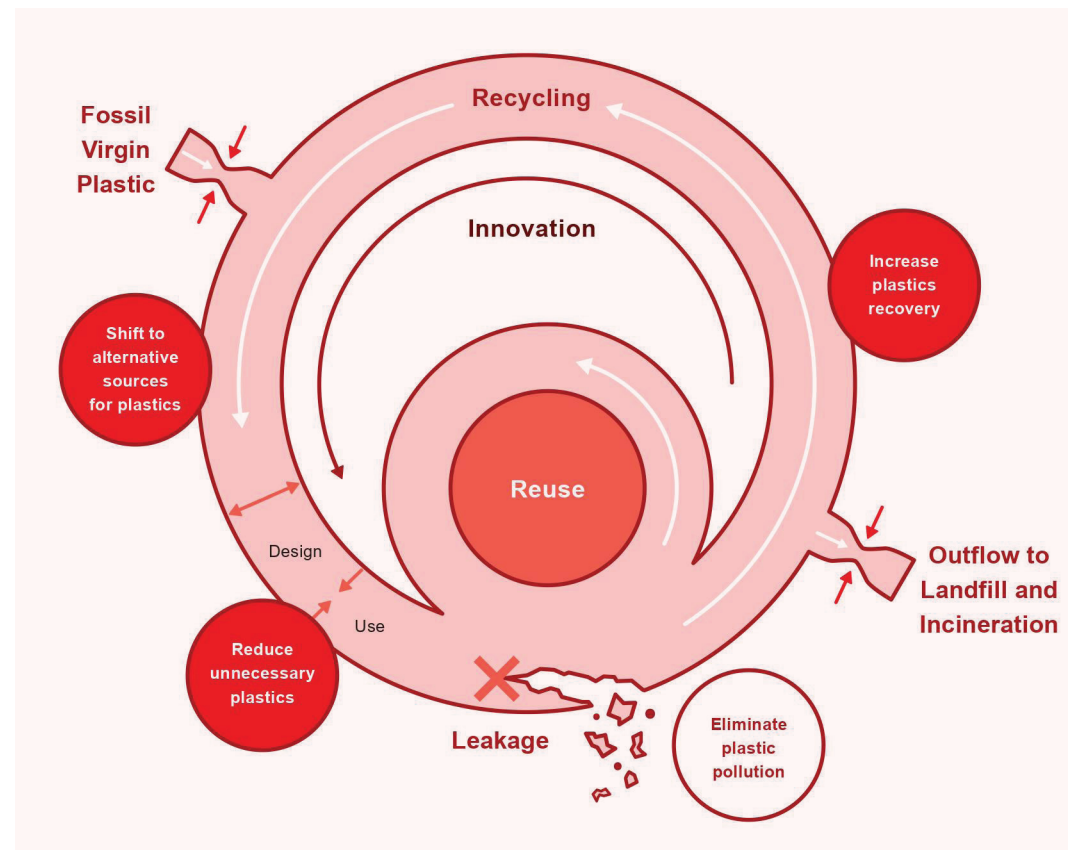 Recycling
Fossil
Virgin
Plastic
Innovation
Increase
plastics
recovery
Shift to
alternative
sources
for plastics
Reuse
Design
Outflow to
Landfill and
Incineration
Use
Reduce
unnecessary
plastics
Leakage
Eliminate
plastic
pollution